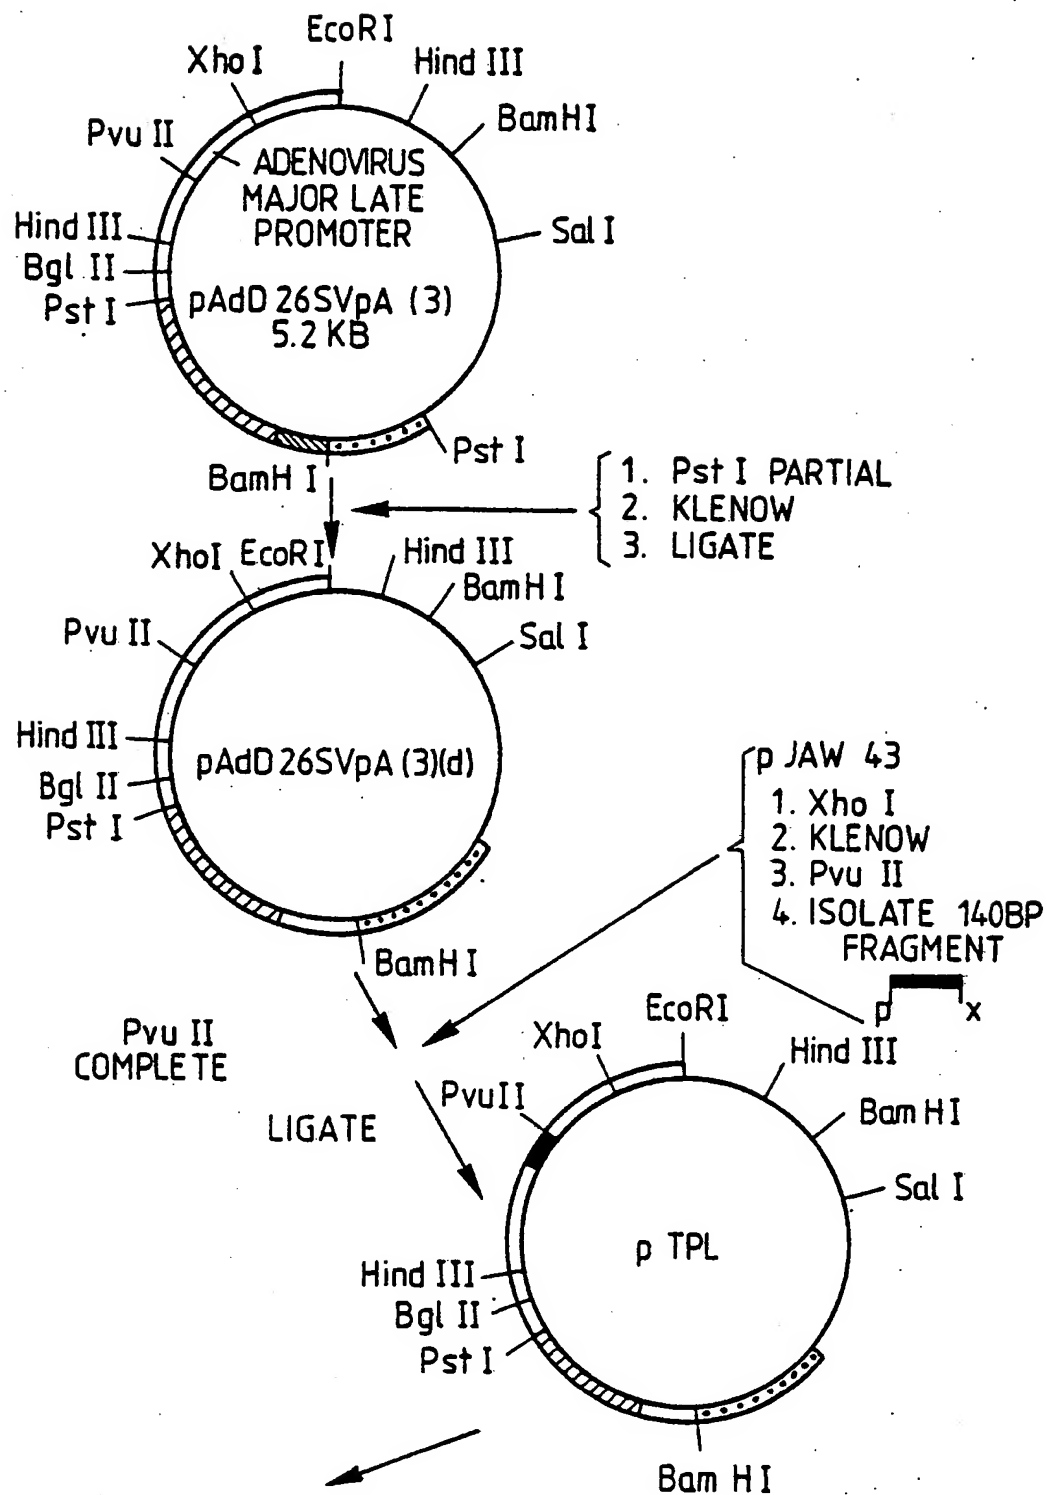 EcoRI
Xho I
Hind III
BamHI
Pvu II
ADENOVIRUS
MAJOR LATE
PROMOTER
Hind III
Sal I
Bgl II
Pst I
pAdD 26SVpA (3)
5.2 KB
Pst I
BamH I
1. Pst I PARTIAL
2. KLENOW
3. LIGATE
XhoI EcoRI
Hind III
BamHI
Pvu II
Sal I
Hind III
pAdD 26SVpA (3)(d)
Bgl II
Pst I
p JAW 43
1. Xho I
2. KLENOW
3. Pvu II
4. ISOLATE 140BP
FRAGMENT
BamHI
p x
Pvu II
COMPLETE
LIGATE
EcoRI
XhoI
Hind III
PvuII
Bam HI
Sal I
p TPL
Hind III
Bgl II
Pst I
Bam HI